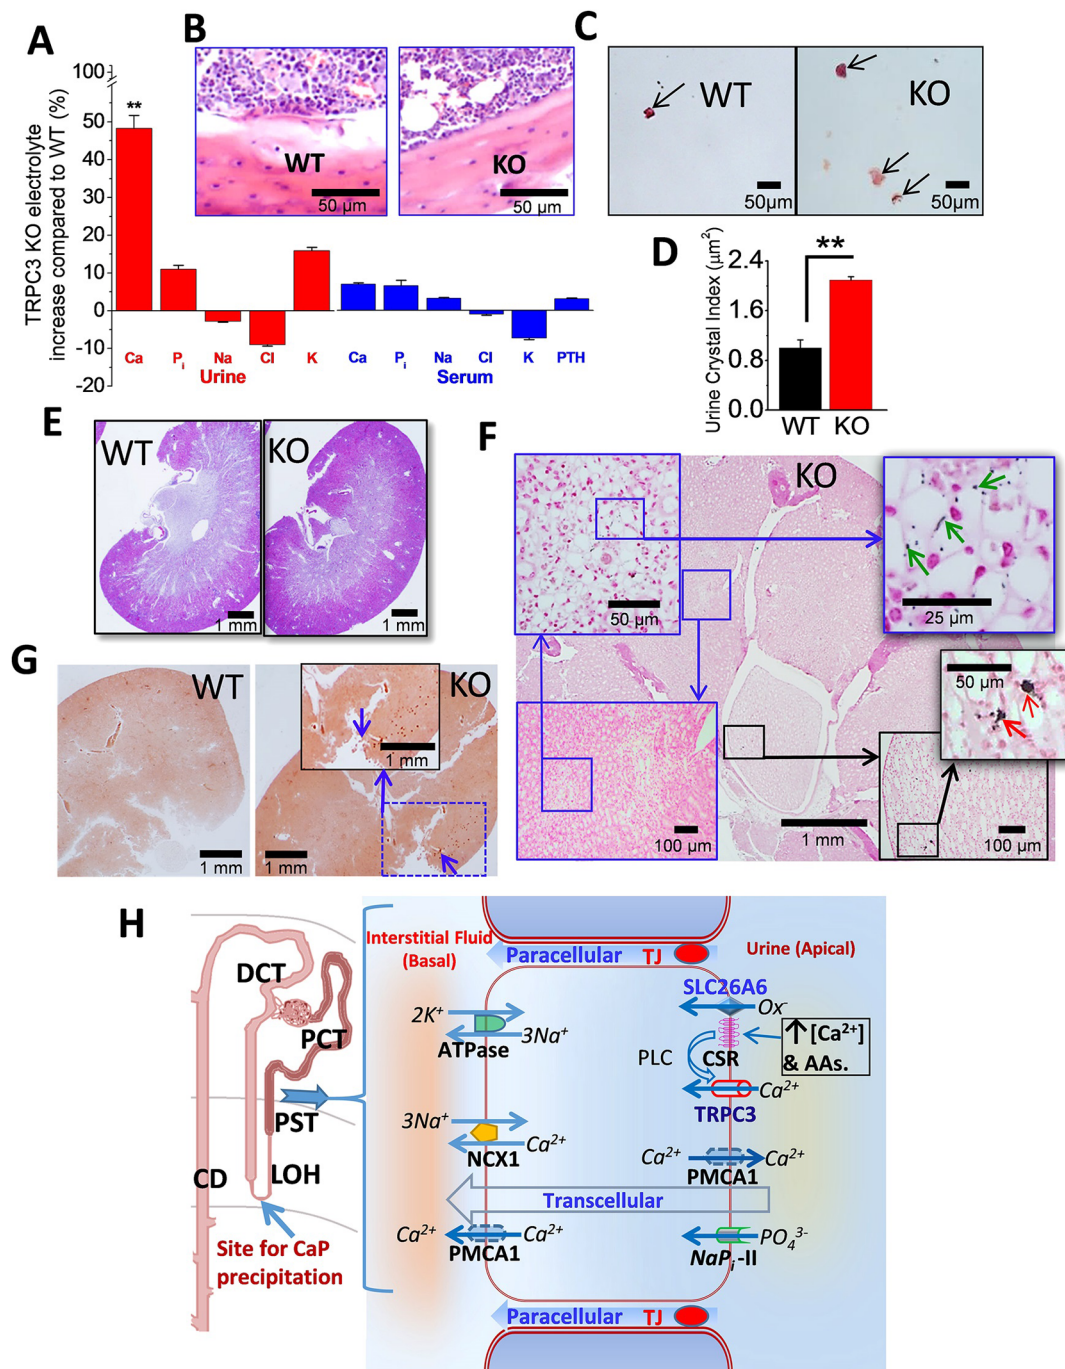 A
TRPC3 KO electrolyte
increase compared to WT (%)
100
50
40
30
20
10
0
-10
-20
**
Ca
Pi
Na
Cl
K
Urine
Ca
Pi
Na
Cl
K
PTH
Serum
B
WT
50 µm
KO
50 µm
C
WT
50µm
KO
50µm
D
Urine Crystal Index (µm²)
2.4
1.6
0.8
0.0
**
WT
KO
E
WT
1 mm
KO
1 mm
F
KO
50 µm
25 µm
50 µm
100 µm
1 mm
100 µm
G
WT
1 mm
KO
1 mm
1 mm
H
DCT
PCT
PST
LOH
CD
Site for CaP
precipitation
Interstitial Fluid
(Basal)
Paracellular
TJ
Urine (Apical)
SLC26A6
Ox⁻
2K⁺
3Na⁺
ATPase
PLC
CSR
↑[Ca²⁺]
& AAs.
Ca²⁺
TRPC3
3Na⁺
Ca²⁺
NCX1
Ca²⁺
Ca²⁺
PMCA1
Transcellular
Ca²⁺
Ca²⁺
PMCA1
PO₄³⁻
NaPi-II
Paracellular
TJ